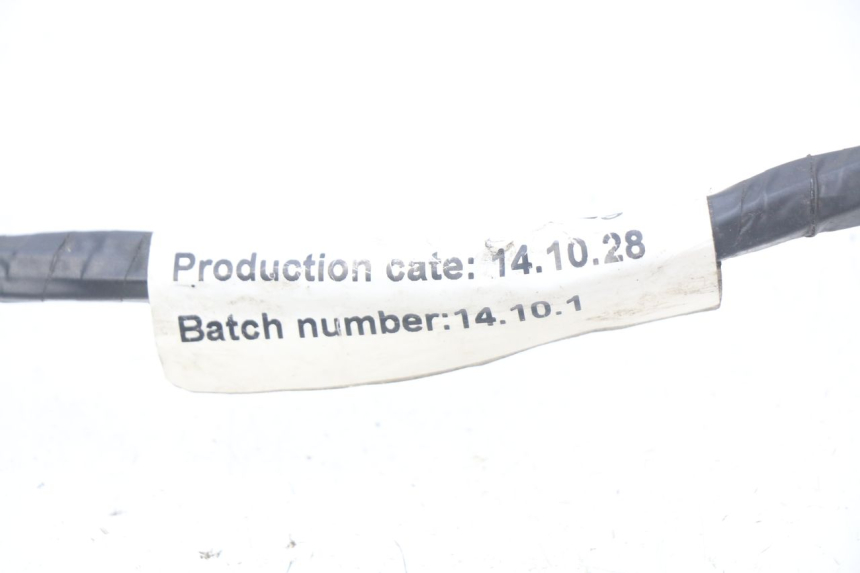 Production cate: 14.10.28
Batch number:14.10.1